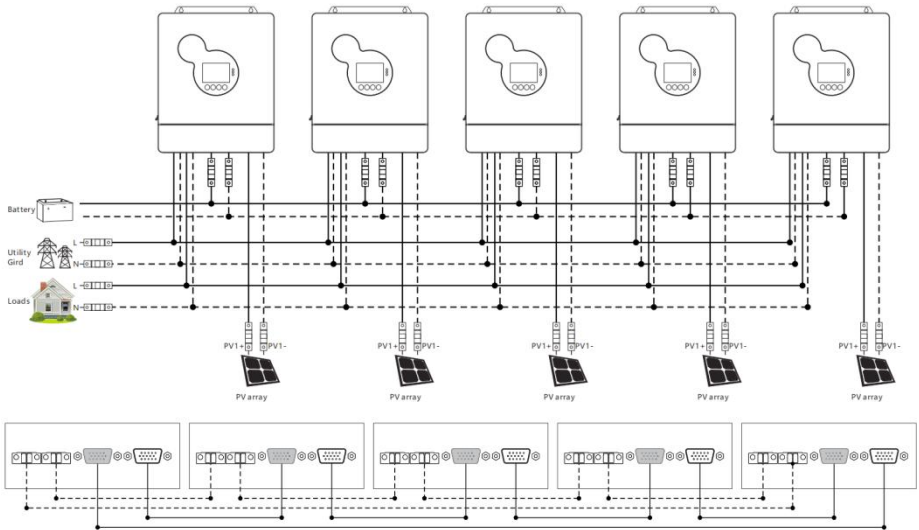 Battery
L
Utility
Gird
N
L
Loads
N
PV1+ PV1- PV1+ PV1- PV1+ PV1- PV1+ PV1- PV1+ PV1-
PV array PV array PV array PV array PV array